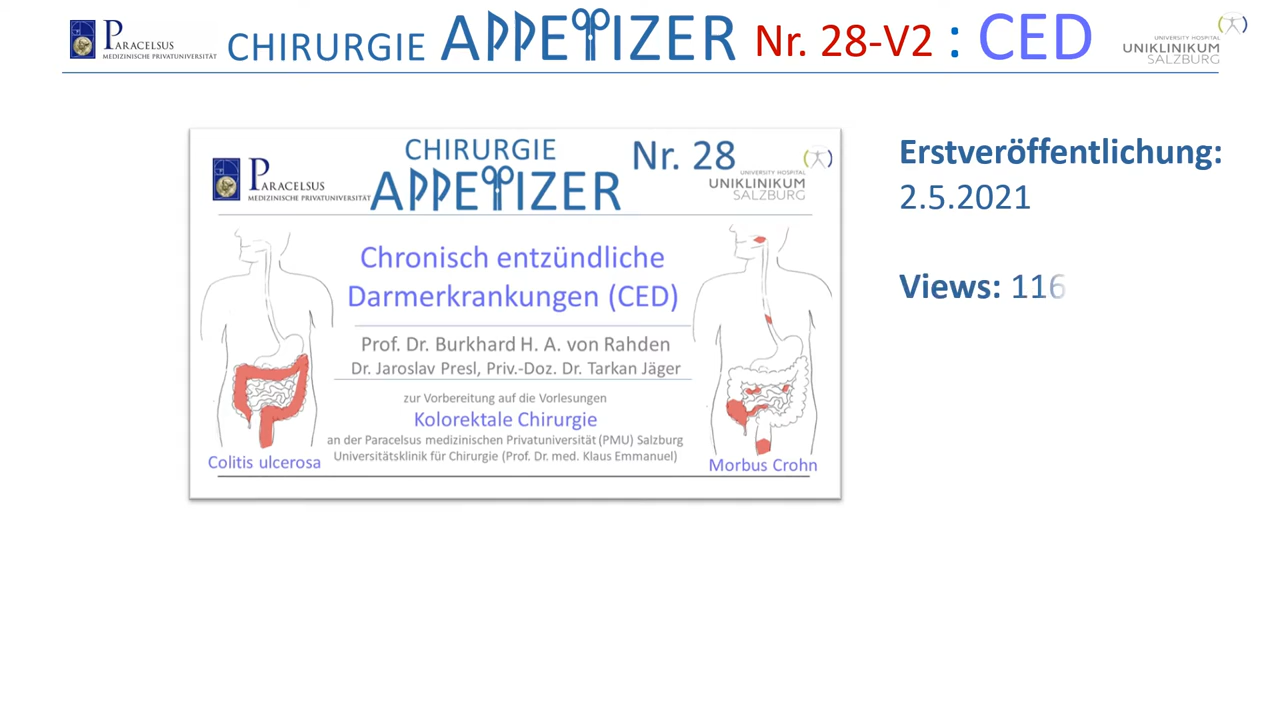 PARACELSUS
MEDIZINISCHE PRIVATUNIVERSITÄT
CHIRURGIE APPETIZER Nr. 28-V2 : CED
UNIVERSITY HOSPITAL
UNIKLINIKUM
SALZBURG
CHIRURGIE
APPETIZER
Nr. 28
PARACELSUS
MEDIZINISCHE PRIVATUNIVERSITÄT
UNIVERSITY HOSPITAL
UNIKLINIKUM
SALZBURG
Chronisch entzündliche
Darmerkrankungen (CED)
Prof. Dr. Burkhard H. A. von Rahden
Dr. Jaroslav Presl, Priv.-Doz. Dr. Tarkan Jäger
zur Vorbereitung auf die Vorlesungen
Kolorektale Chirurgie
an der Paracelsus medizinischen Privatuniversität (PMU) Salzburg
Universitätsklinik für Chirurgie (Prof. Dr. med. Klaus Emmanuel)
Colitis ulcerosa
Morbus Crohn
Erstveröffentlichung:
2.5.2021
Views: 116